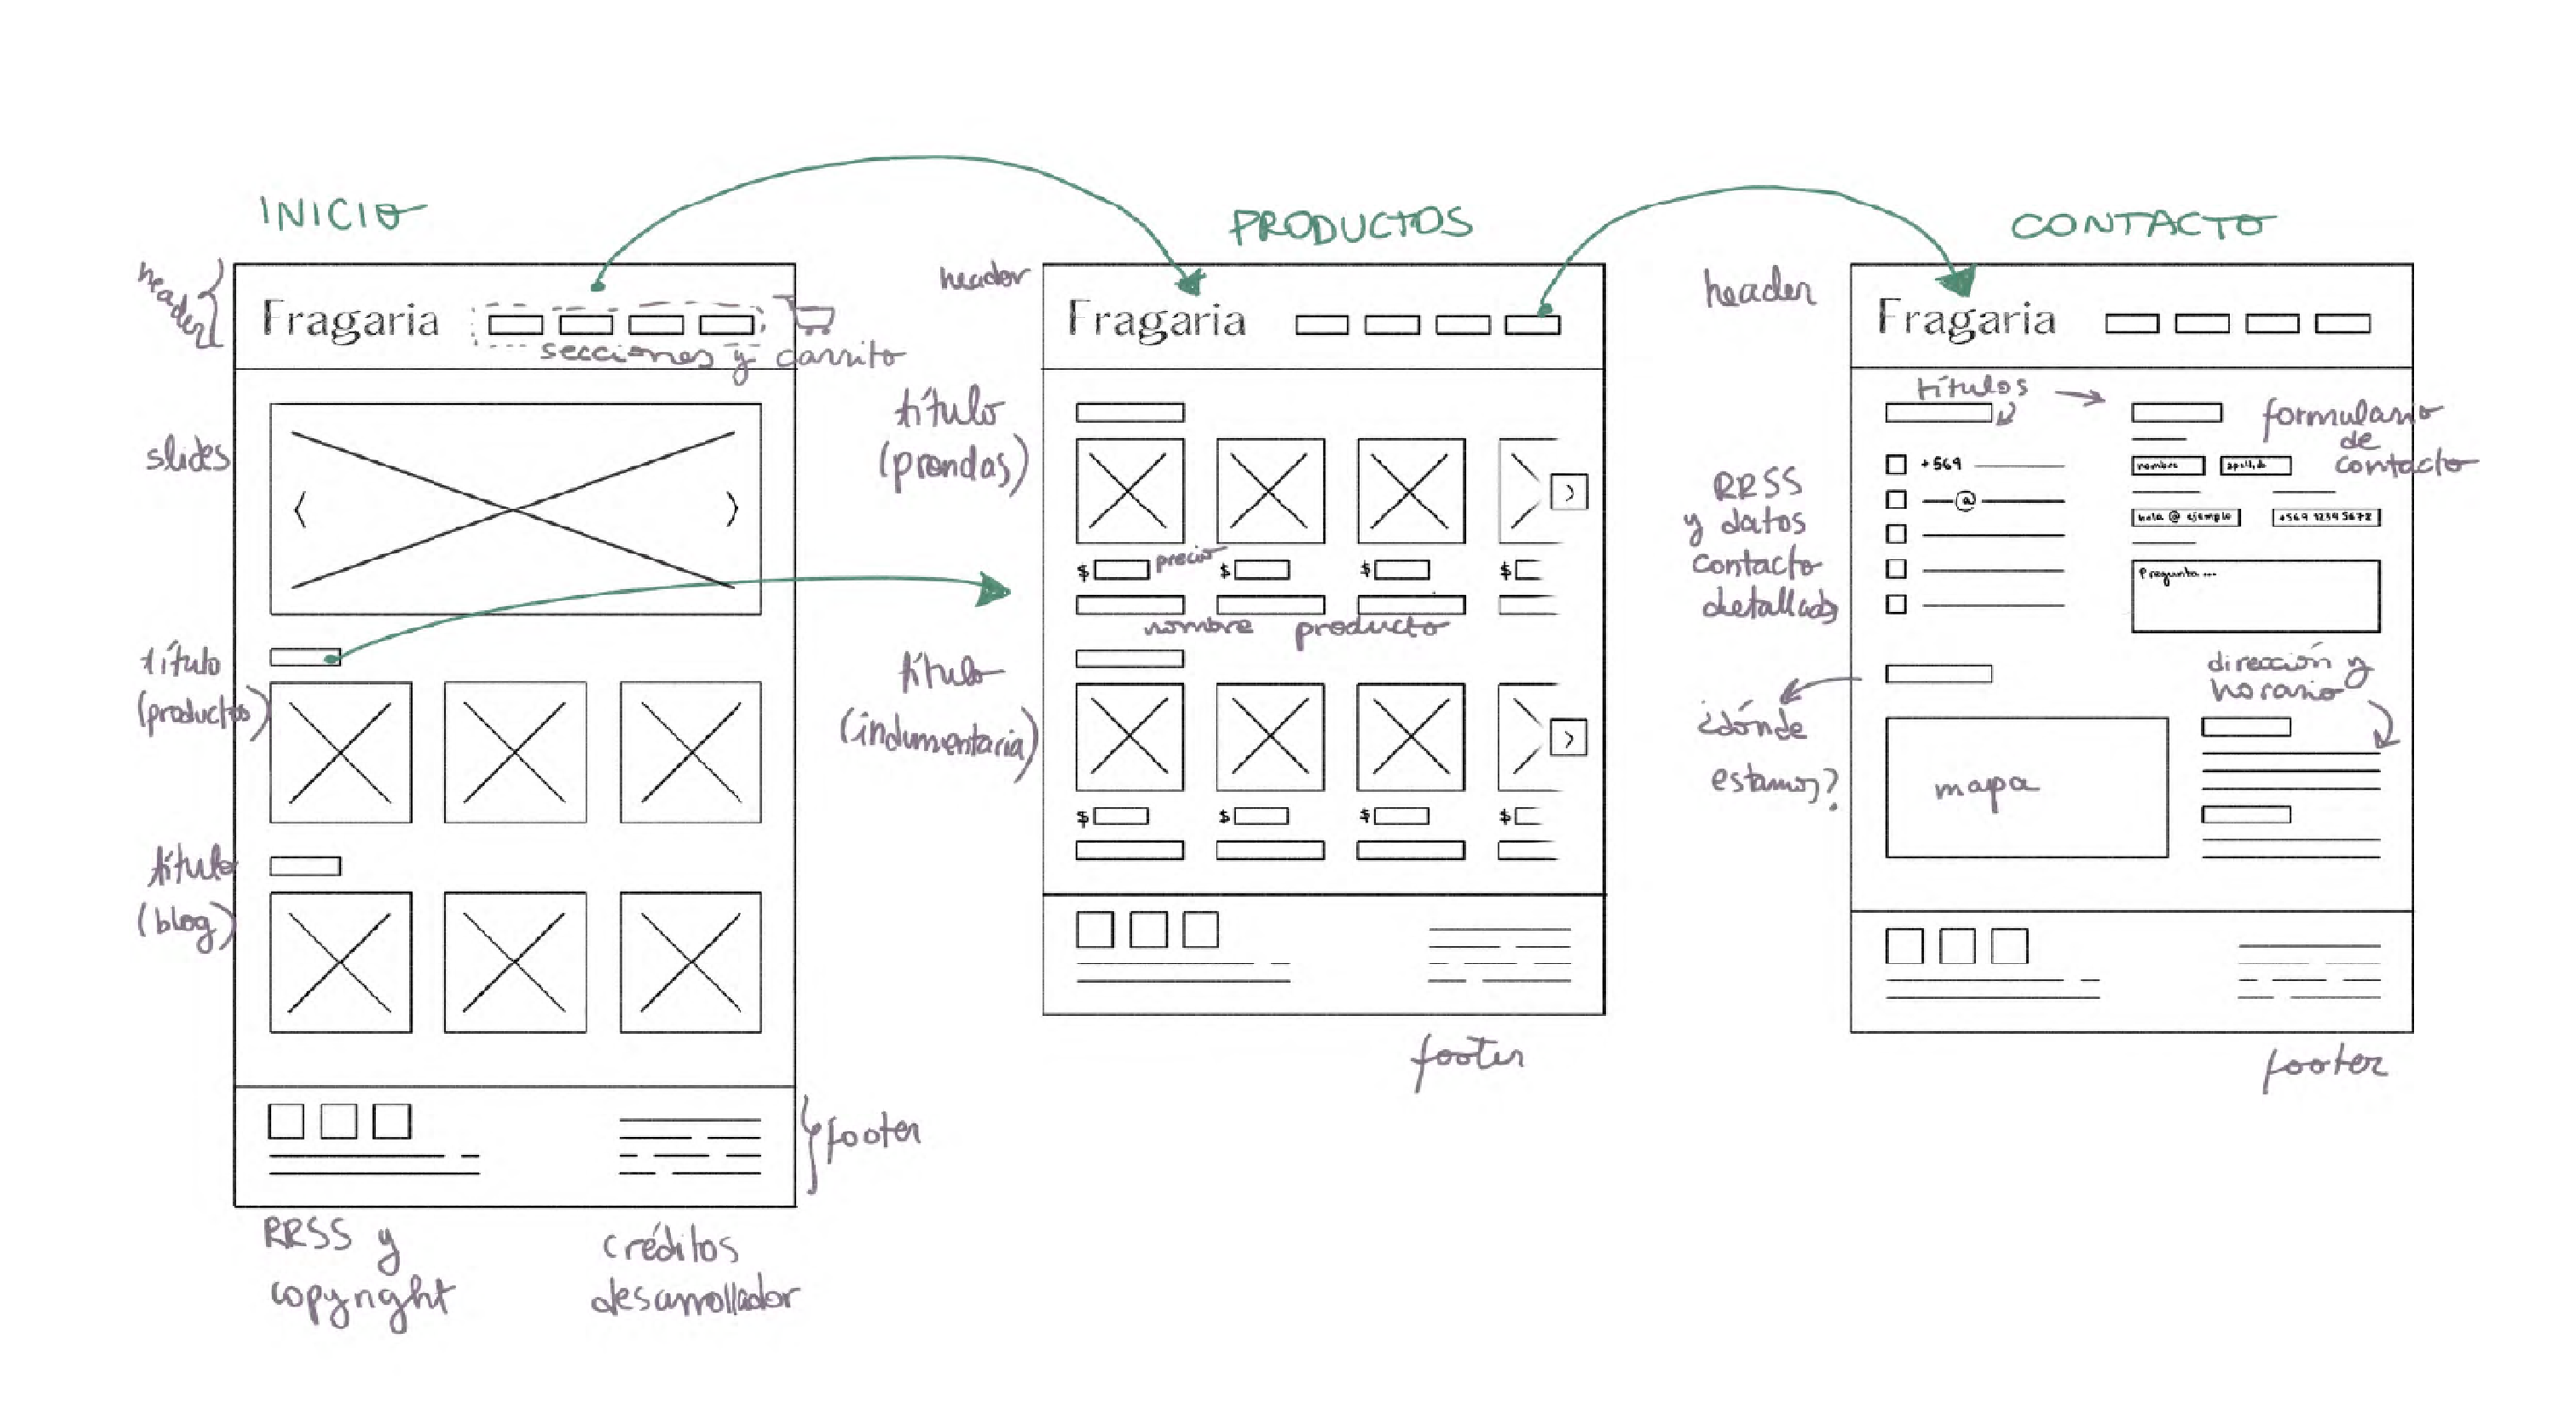 INICIO
header
Fragaria
secciones y carrito
slides
título
(productos)
título
(blog)
footer
RRSS y
copyright
créditos
desarrollador
PRODUCTOS
header
Fragaria
título
(prendas)
$ precio $ $ $
nombre producto
título
(indumentaria)
$ $ $ $
footer
CONTACTO
header
Fragaria
títulos
formulario
de
contacto
RRSS
y datos
contacto
detallados
+569
@
nombre apellido
hola @ ejemplo +569 1234 5678
Pregunta...
¿dónde
estamos?
mapa
dirección y
horario
footer